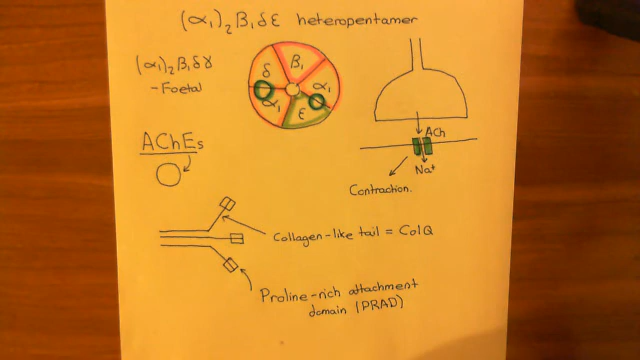 (α₁)₂ β₁ δ ε heteropentamer
(α₁)₂ β₁ δ γ
- Foetal
δ
β₁
α₁
α₁
ε
ACh
Na⁺
Contraction.
AChEs
Collagen-like tail = ColQ
Proline-rich attachment
domain (PRAD)